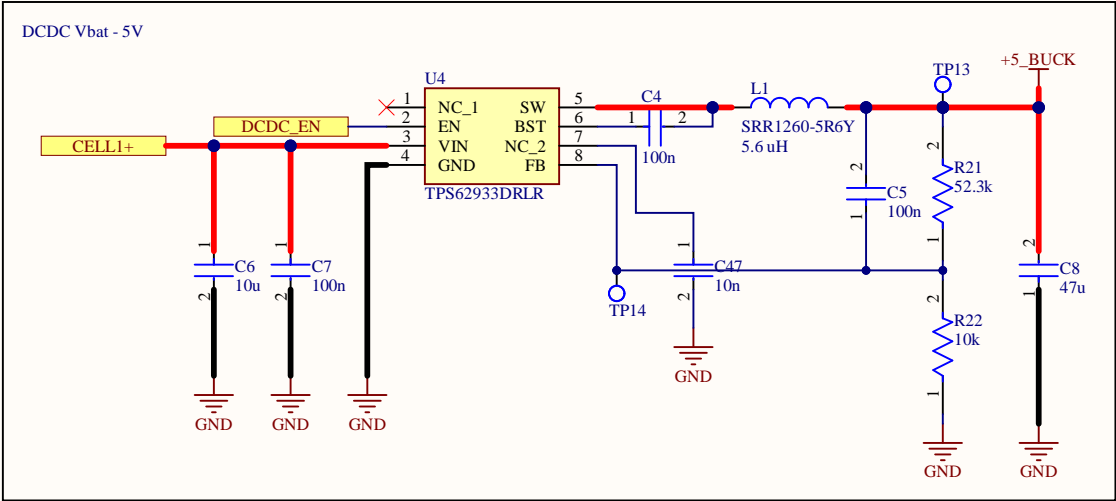 DCDC Vbat - 5V
+5_BUCK
TP13
U4
C4
L1
1 NC_1 SW 5
DCDC_EN 2 EN BST 6 1 2
CELL1+ 3 VIN NC_2 7
4 GND FB 8
TPS62933DRLR
100n
SRR1260-5R6Y
5.6 uH
2 C5 100n 1
2 R21 52.3k 1
1 C6 10u 2
1 C7 100n 2
1 C47 10n 2
2 C8 47u 1
TP14
2 R22 10k 1
GND
GND
GND
GND
GND
GND